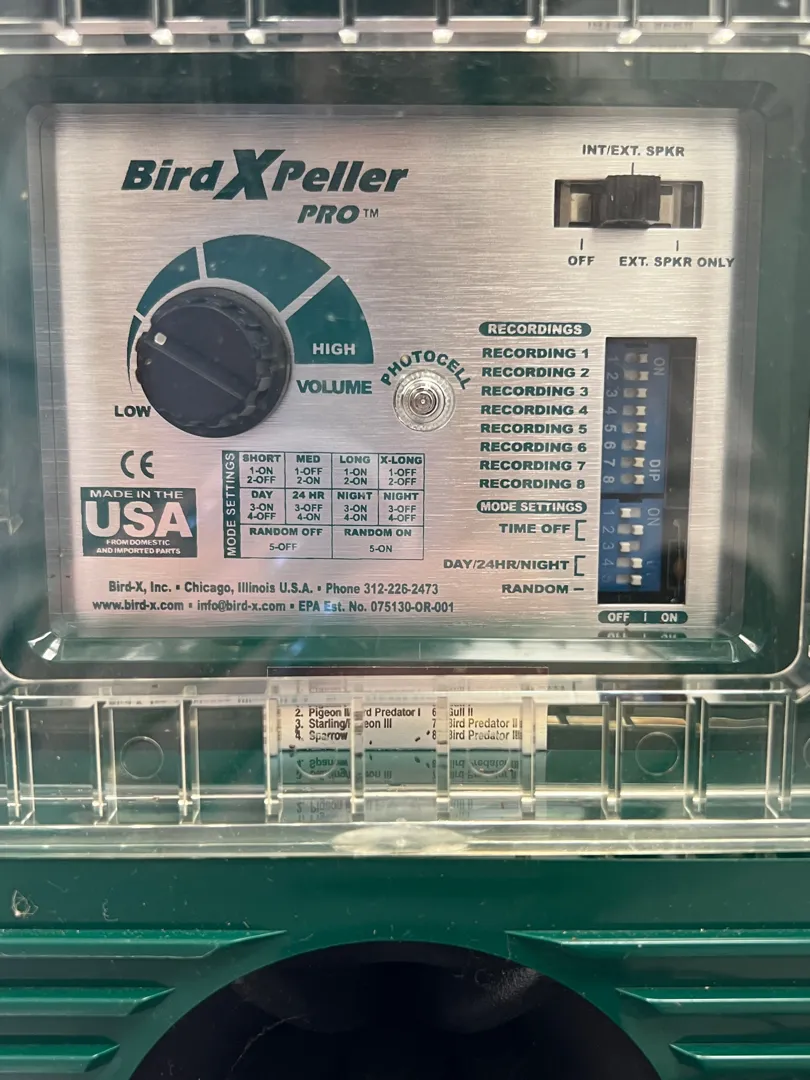 BirdXPeller
PRO™
INT/EXT. SPKR
OFF
EXT. SPKR ONLY
HIGH
VOLUME
LOW
PHOTOCELL
RECORDINGS
RECORDING 1
RECORDING 2
RECORDING 3
RECORDING 4
RECORDING 5
RECORDING 6
RECORDING 7
RECORDING 8
ON
1
2
3
4
5
6
7
8
DIP
CE
MADE IN THE
USA
FROM DOMESTIC
AND IMPORTED PARTS
MODE SETTINGS
SHORT MED LONG X-LONG
1-ON 1-OFF 1-ON 1-OFF
2-OFF 2-ON 2-ON 2-OFF
DAY 24 HR NIGHT NIGHT
3-ON 3-OFF 3-ON 3-OFF
4-OFF 4-ON 4-ON 4-OFF
RANDOM OFF RANDOM ON
5-OFF 5-ON
MODE SETTINGS
TIME OFF
DAY/24HR/NIGHT
RANDOM
ON
1
2
3
4
5
OFF | ON
Bird-X, Inc. • Chicago, Illinois U.S.A. • Phone 312-226-2473
www.bird-x.com • info@bird-x.com • EPA Est. No. 075130-OR-001
2. Pigeon Predator I 6 Gull II
3. Starling/ III 7 Bird Predator II
4. Sparrow 8 Bird Predator III